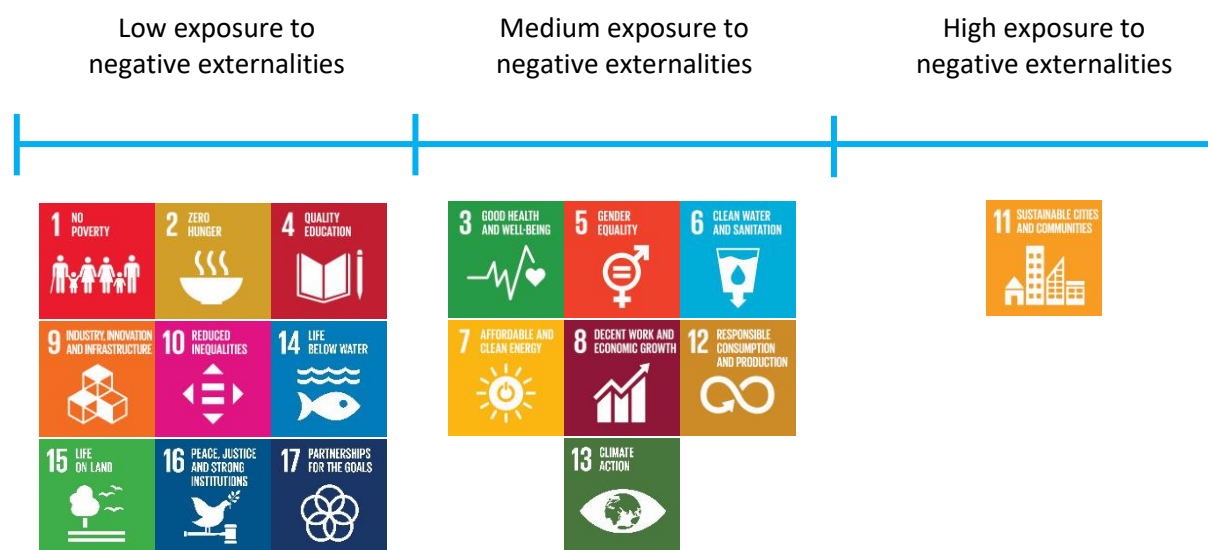 Low exposure to
negative externalities
Medium exposure to
negative externalities
High exposure to
negative externalities
1 NO
POVERTY
2 ZERO
HUNGER
4 QUALITY
EDUCATION
3 GOOD HEALTH
AND WELL-BEING
5 GENDER
EQUALITY
6 CLEAN WATER
AND SANITATION
11 SUSTAINABLE CITIES
AND COMMUNITIES
9 INDUSTRY, INNOVATION
AND INFRASTRUCTURE
10 REDUCED
INEQUALITIES
14 LIFE
BELOW WATER
7 AFFORDABLE AND
CLEAN ENERGY
8 DECENT WORK AND
ECONOMIC GROWTH
12 RESPONSIBLE
CONSUMPTION
AND PRODUCTION
15 LIFE
ON LAND
16 PEACE, JUSTICE
AND STRONG
INSTITUTIONS
17 PARTNERSHIPS
FOR THE GOALS
13 CLIMATE
ACTION